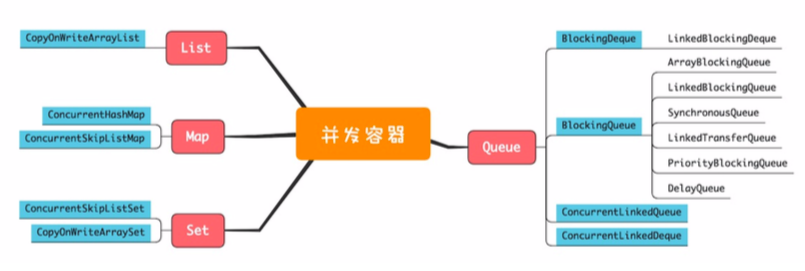 CopyOnWriteArrayList
List
ConcurrentHashMap
ConcurrentSkipListMap
Map
ConcurrentSkipListSet
CopyOnWriteArraySet
Set
并发容器
Queue
BlockingDeque
LinkedBlockingDeque
BlockingQueue
ArrayBlockingQueue
LinkedBlockingQueue
SynchronousQueue
LinkedTransferQueue
PriorityBlockingQueue
DelayQueue
ConcurrentLinkedQueue
ConcurrentLinkedDeque